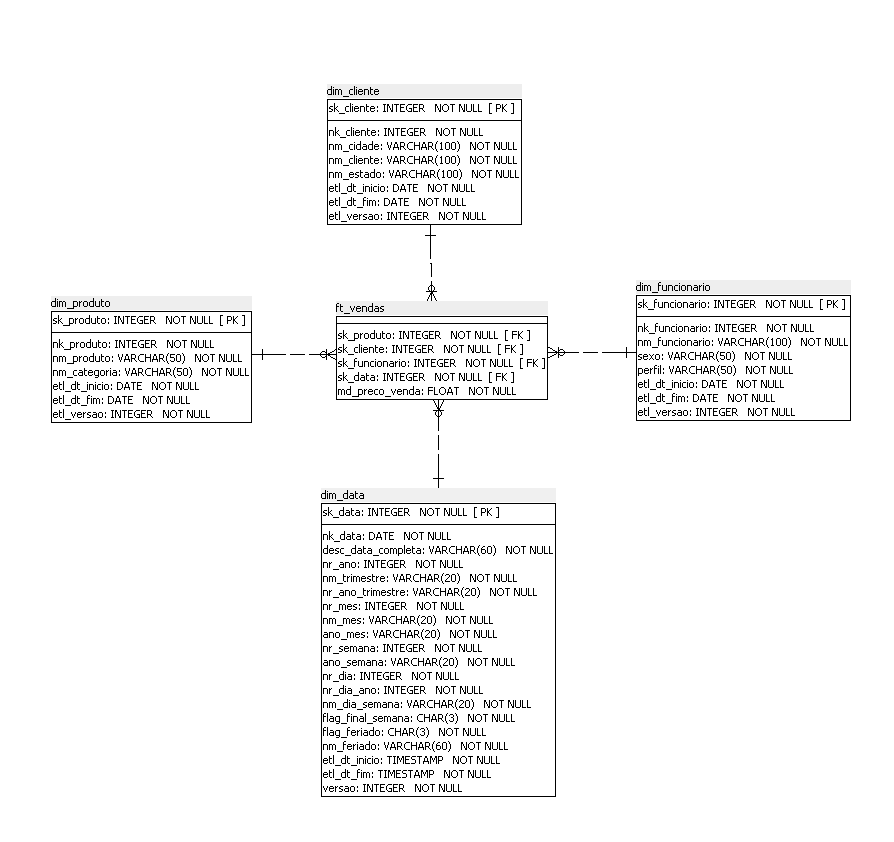 dim_cliente
sk_cliente: INTEGER NOT NULL [ PK ]
nk_cliente: INTEGER NOT NULL
nm_cidade: VARCHAR(100) NOT NULL
nm_cliente: VARCHAR(100) NOT NULL
nm_estado: VARCHAR(100) NOT NULL
etl_dt_inicio: DATE NOT NULL
etl_dt_fim: DATE NOT NULL
etl_versao: INTEGER NOT NULL
dim_produto
sk_produto: INTEGER NOT NULL [ PK ]
nk_produto: INTEGER NOT NULL
nm_produto: VARCHAR(50) NOT NULL
nm_categoria: VARCHAR(50) NOT NULL
etl_dt_inicio: DATE NOT NULL
etl_dt_fim: DATE NOT NULL
etl_versao: INTEGER NOT NULL
ft_vendas
sk_produto: INTEGER NOT NULL [ FK ]
sk_cliente: INTEGER NOT NULL [ FK ]
sk_funcionario: INTEGER NOT NULL [ FK ]
sk_data: INTEGER NOT NULL [ FK ]
md_preco_venda: FLOAT NOT NULL
dim_funcionario
sk_funcionario: INTEGER NOT NULL [ PK ]
nk_funcionario: INTEGER NOT NULL
nm_funcionario: VARCHAR(100) NOT NULL
sexo: VARCHAR(50) NOT NULL
perfil: VARCHAR(50) NOT NULL
etl_dt_inicio: DATE NOT NULL
etl_dt_fim: DATE NOT NULL
etl_versao: INTEGER NOT NULL
dim_data
sk_data: INTEGER NOT NULL [ PK ]
nk_data: DATE NOT NULL
desc_data_completa: VARCHAR(60) NOT NULL
nr_ano: INTEGER NOT NULL
nm_trimestre: VARCHAR(20) NOT NULL
nr_ano_trimestre: VARCHAR(20) NOT NULL
nr_mes: INTEGER NOT NULL
nm_mes: VARCHAR(20) NOT NULL
ano_mes: VARCHAR(20) NOT NULL
nr_semana: INTEGER NOT NULL
ano_semana: VARCHAR(20) NOT NULL
nr_dia: INTEGER NOT NULL
nr_dia_ano: INTEGER NOT NULL
nm_dia_semana: VARCHAR(20) NOT NULL
flag_final_semana: CHAR(3) NOT NULL
flag_feriado: CHAR(3) NOT NULL
nm_feriado: VARCHAR(60) NOT NULL
etl_dt_inicio: TIMESTAMP NOT NULL
etl_dt_fim: TIMESTAMP NOT NULL
versao: INTEGER NOT NULL